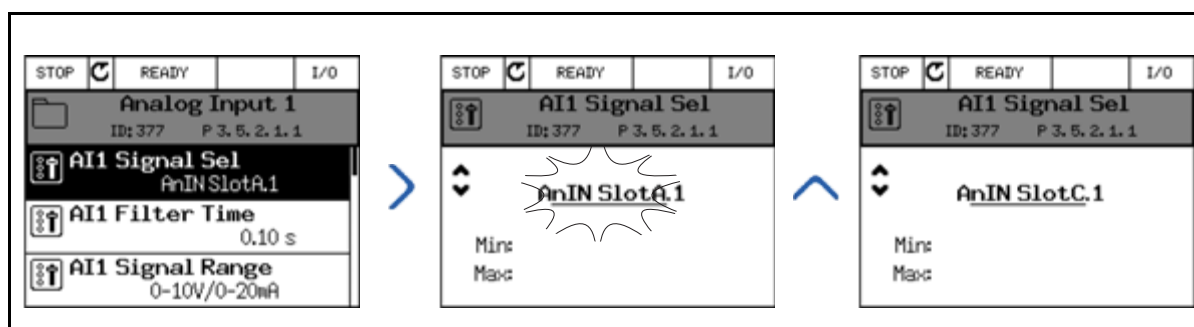 STOP READY I/O
Analog Input 1
ID:377 P3.5.2.1.1
AI1 Signal Sel
AnIN SlotA.1
AI1 Filter Time
0.10 s
AI1 Signal Range
0-10V/0-20mA
STOP READY I/O
AI1 Signal Sel
ID:377 P3.5.2.1.1
AnIN SlotA.1
Min:
Max:
STOP READY I/O
AI1 Signal Sel
ID:377 P3.5.2.1.1
AnIN SlotC.1
Min:
Max: